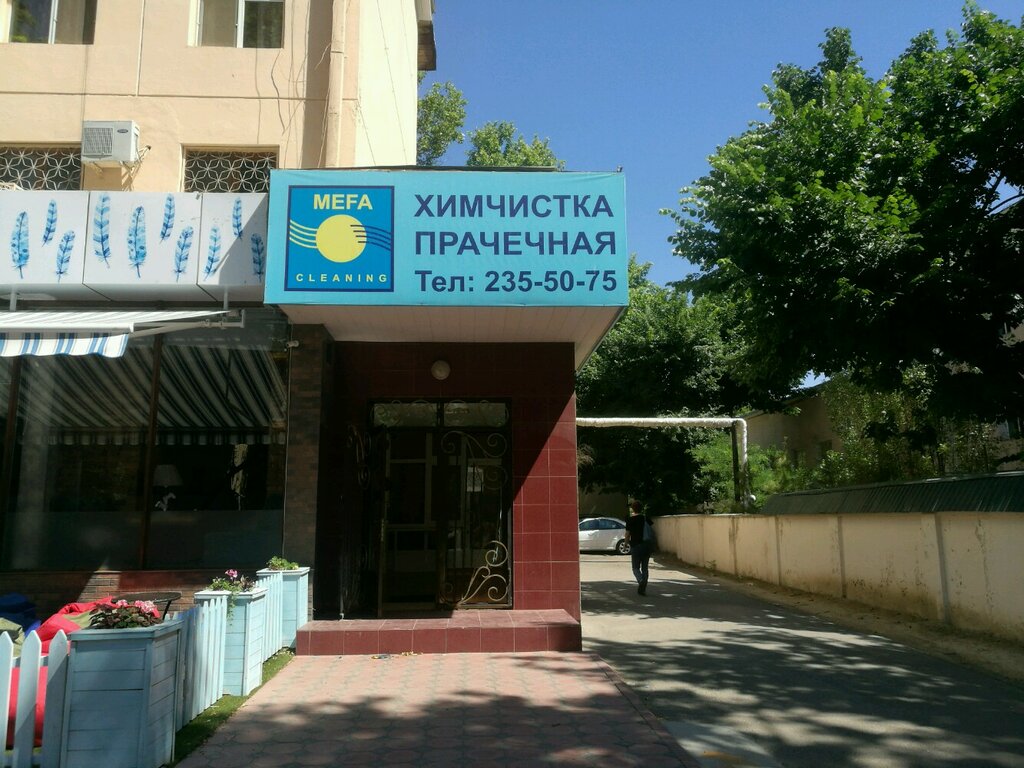 MEFA
CLEANING
ХИМЧИСТКА
ПРАЧЕЧНАЯ
Тел: 235-50-75